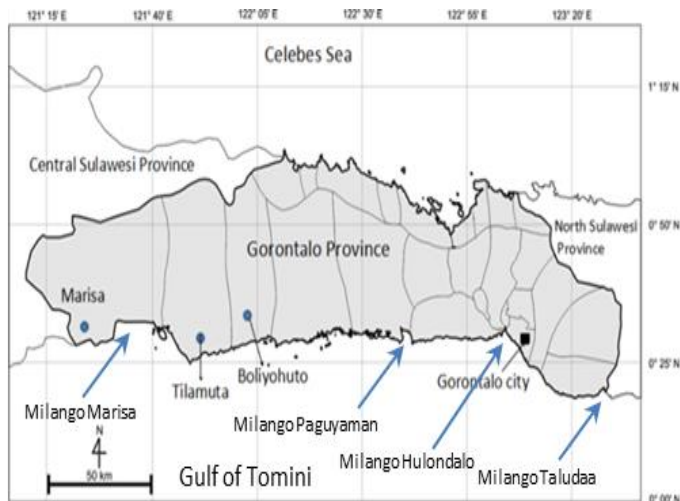 121° 15' E 121° 40' E 122° 05' E 122° 30' E 122° 55' E 123° 20' E
Celebes Sea
1° 15' N
Central Sulawesi Province
0° 50' N
North Sulawesi
Province
Gorontalo Province
Marisa
0° 25' N
Tilamuta
Boliyohuto
Gorontalo city
Milango Marisa
Milango Paguyaman
Milango Hulondalo
Milango Taludaa
N
50 km
Gulf of Tomini
0° 00' N